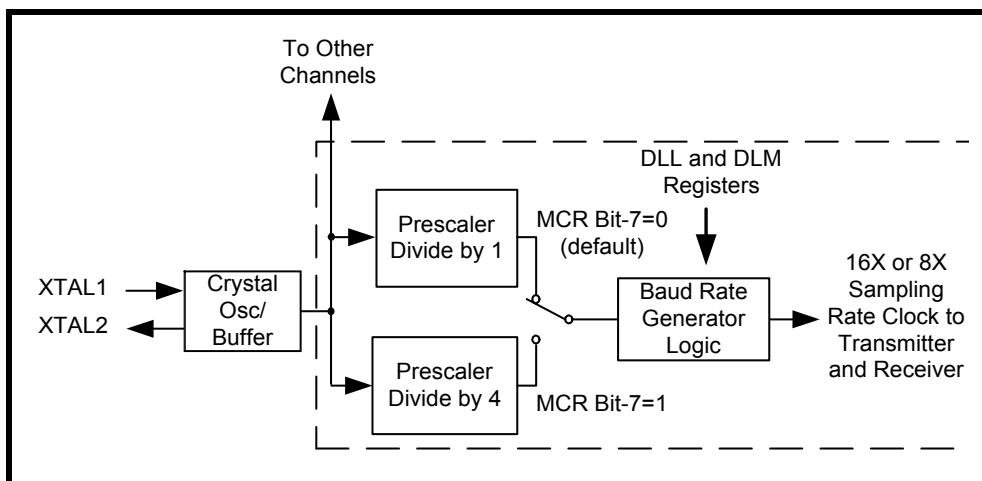 To Other
Channels
DLL and DLM
Registers
Prescaler
Divide by 1
MCR Bit-7=0
(default)
16X or 8X
Sampling
Rate Clock to
Transmitter
and Receiver
XTAL1
XTAL2
Crystal
Osc/
Buffer
Baud Rate
Generator
Logic
Prescaler
Divide by 4
MCR Bit-7=1